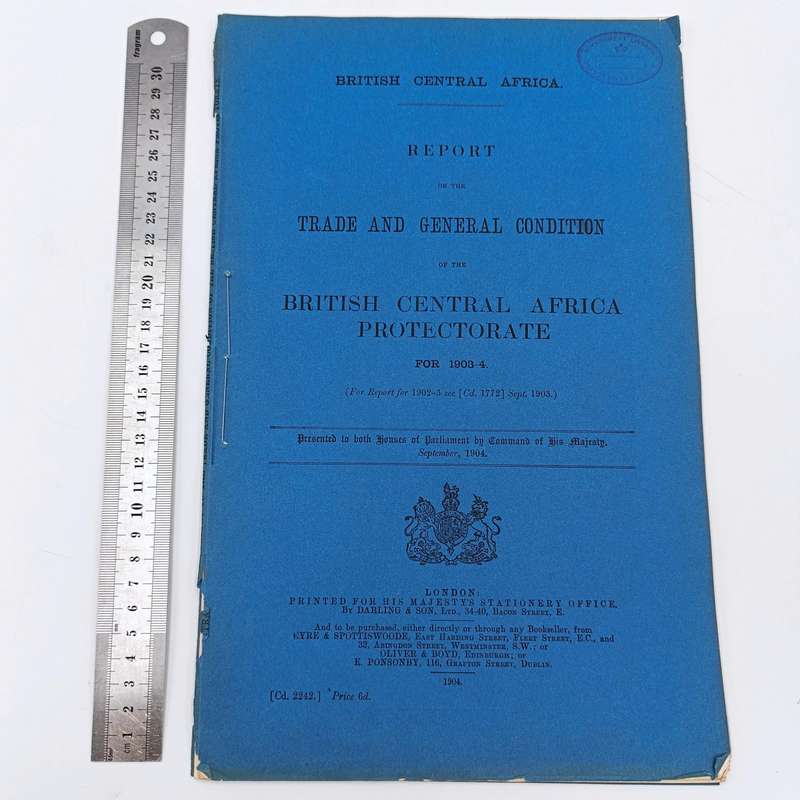 BRITISH CENTRAL AFRICA.
REPORT
ON THE
TRADE AND GENERAL CONDITION
OF THE
BRITISH CENTRAL AFRICA
PROTECTORATE
FOR 1903-4.
(For Report for 1902-3 see [Cd. 1772] Sept. 1903.)
Presented to both Houses of Parliament by Command of His Majesty.
September, 1904.
LONDON:
PRINTED FOR HIS MAJESTY'S STATIONERY OFFICE,
BY DARLING & SON, LTD., 34-40, BACON STREET, E.
And to be purchased, either directly or through any Bookseller, from
EYRE & SPOTTISWOODE, EAST HARDING STREET, FLEET STREET, E.C., and
32, ABINGDON STREET, WESTMINSTER, S.W.; or
OLIVER & BOYD, EDINBURGH; or
E. PONSONBY, 116, GRAFTON STREET, DUBLIN.
1904.
[Cd. 2242.] Price 6d.
fragram
30
29
28
27
26
25
24
23
22
21
20
19
18
17
16
15
14
13
12
11
10
9
8
7
6
5
4
3
2
cm 1